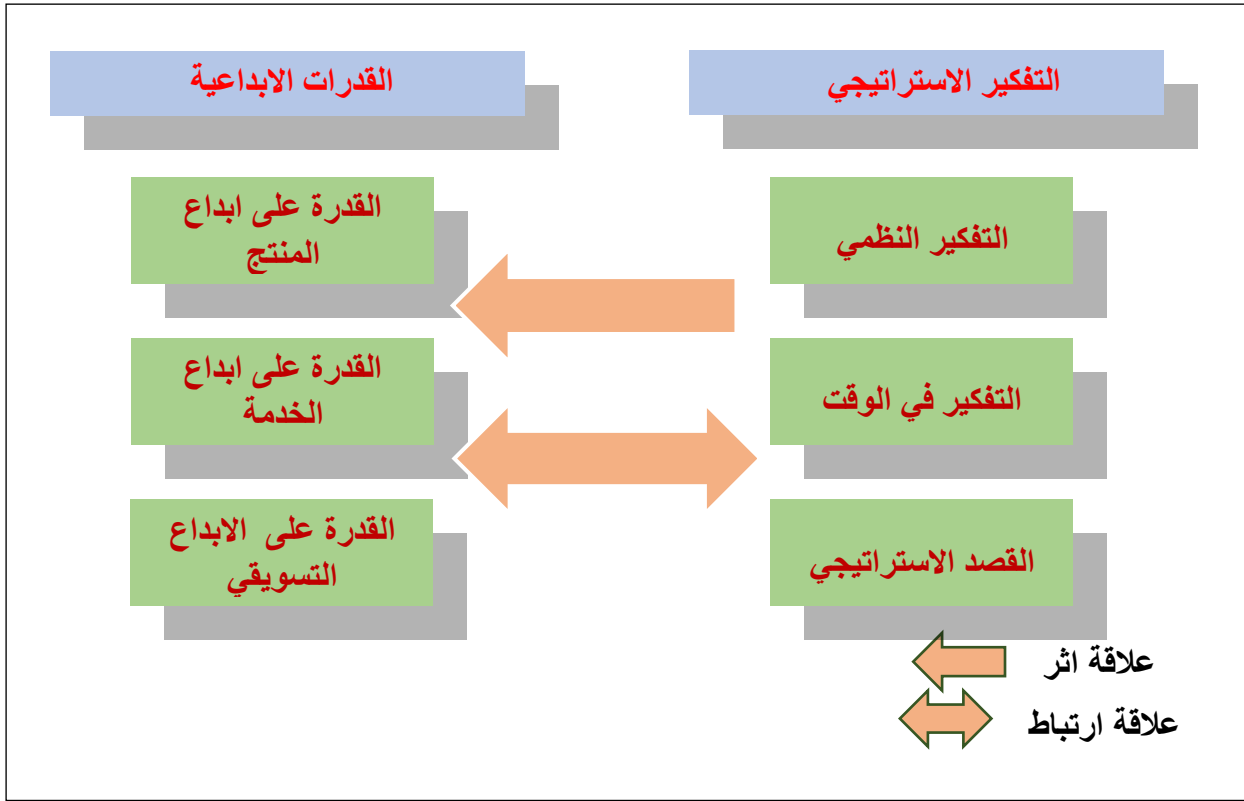 التفكير الاستراتيجي
التفكير النظمي
التفكير في الوقت
القصد الاستراتيجي
القدرات الابداعية
القدرة على ابداع
المنتج
القدرة على ابداع
الخدمة
القدرة على الابداع
التسويقي
علاقة اثر
علاقة ارتباط